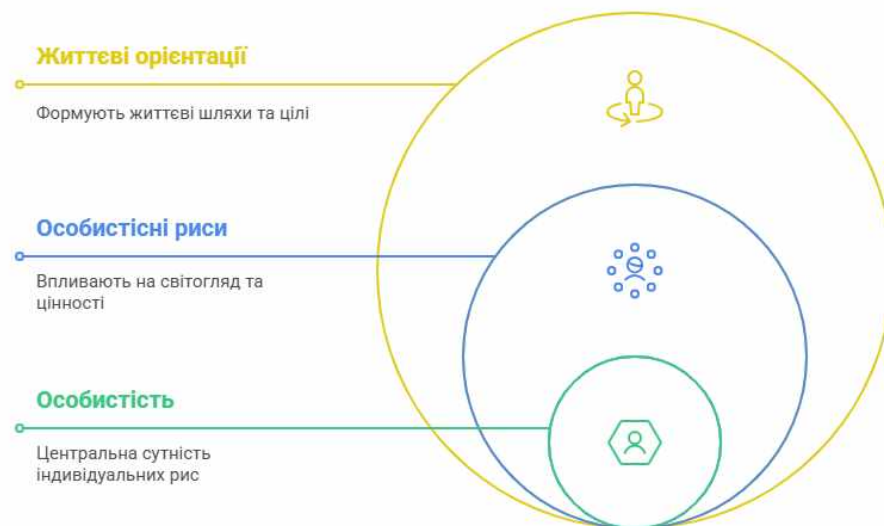 Життєві орієнтації
Формують життєві шляхи та цілі
Особистісні риси
Впливають на світогляд та
цінності
Особистість
Центральна сутність
індивідуальних рис